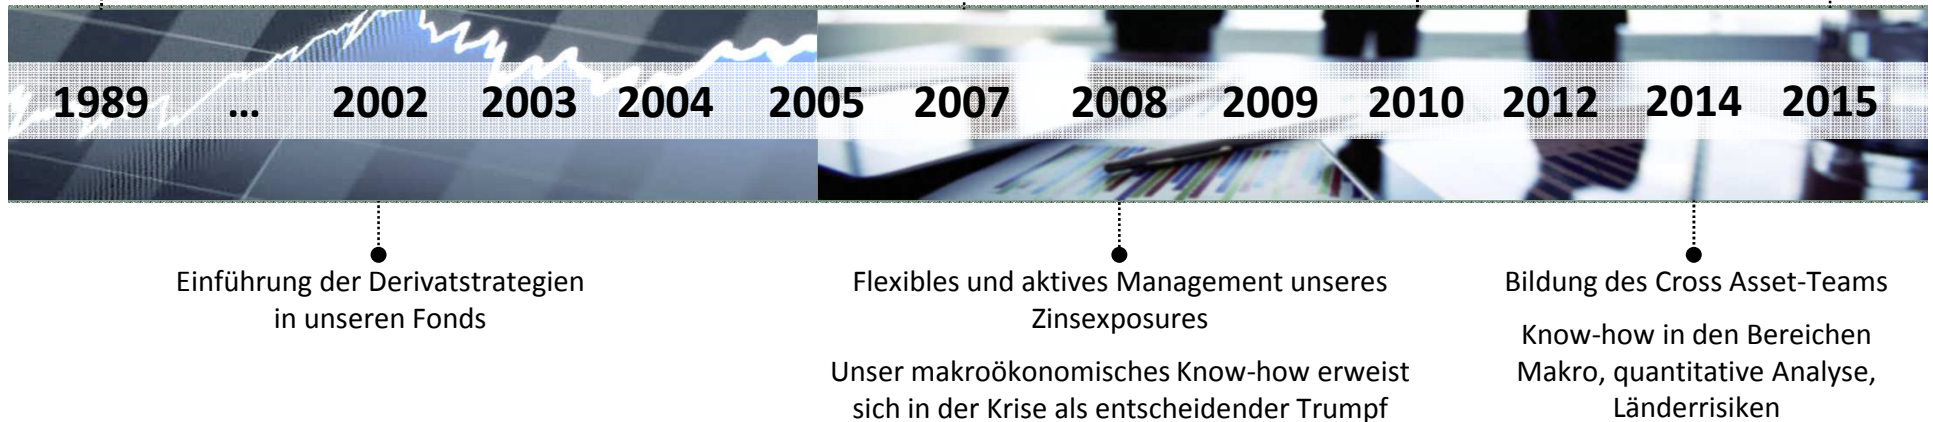 1989 ... 2002 2003 2004 2005 2007 2008 2009 2010 2012 2014 2015
Einführung der Derivatstrategien
in unseren Fonds
Flexibles und aktives Management unseres
Zinsexposures
Unser makroökonomisches Know-how erweist
sich in der Krise als entscheidender Trumpf
Bildung des Cross Asset-Teams
Know-how in den Bereichen
Makro, quantitative Analyse,
Länderrisiken